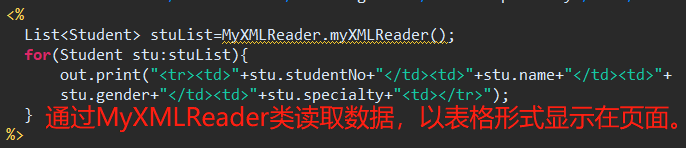 <%
List<Student> stuList=MyXMLReader.myXMLReader();
for(Student stu:stuList){
out.print("<tr><td>"+stu.studentNo+"</td><td>"+stu.name+"</td><td>"+
stu.gender+"</td><td>"+stu.specialty+"<td></tr>");
} 通过MyXMLReader类读取数据，以表格形式显示在页面。
%>